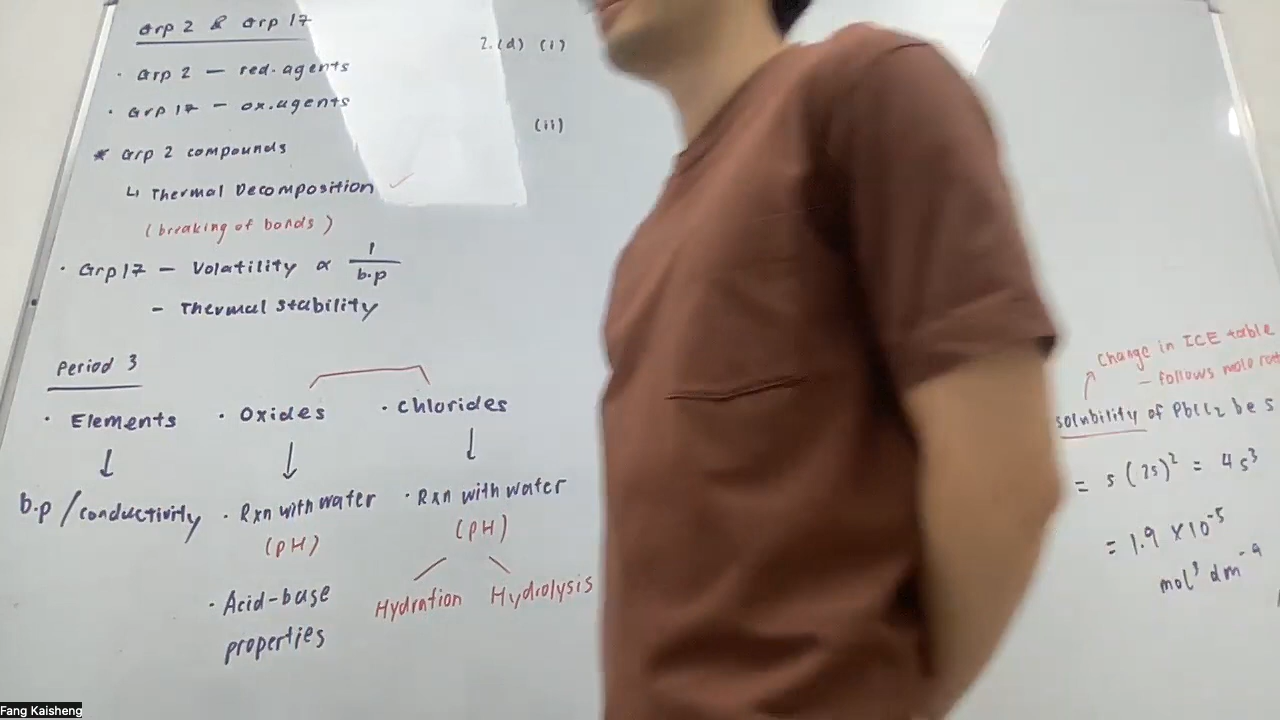 Grp 2 & Grp 17
· Grp 2 — red. agents
· Grp 17 — ox. agents
* Grp 2 compounds
↳ Thermal Decomposition ✓
(breaking of bonds)
· Grp 17 — Volatility ∝ 1/b.p
— Thermal stability
Period 3
· Elements · Oxides · Chlorides
↓ ↓ ↓
b.p / conductivity · Rxn with water · Rxn with water
(pH) (pH)
· Acid-base Hydration Hydrolysis
properties
2.(d) (i)
(ii)
Change in ICE table
— follows mole
solubility of PbCl₂ be s
= s (2s)² = 4s³
= 1.9 × 10⁻⁵
mol³ dm⁻⁹
Fang Kaisheng